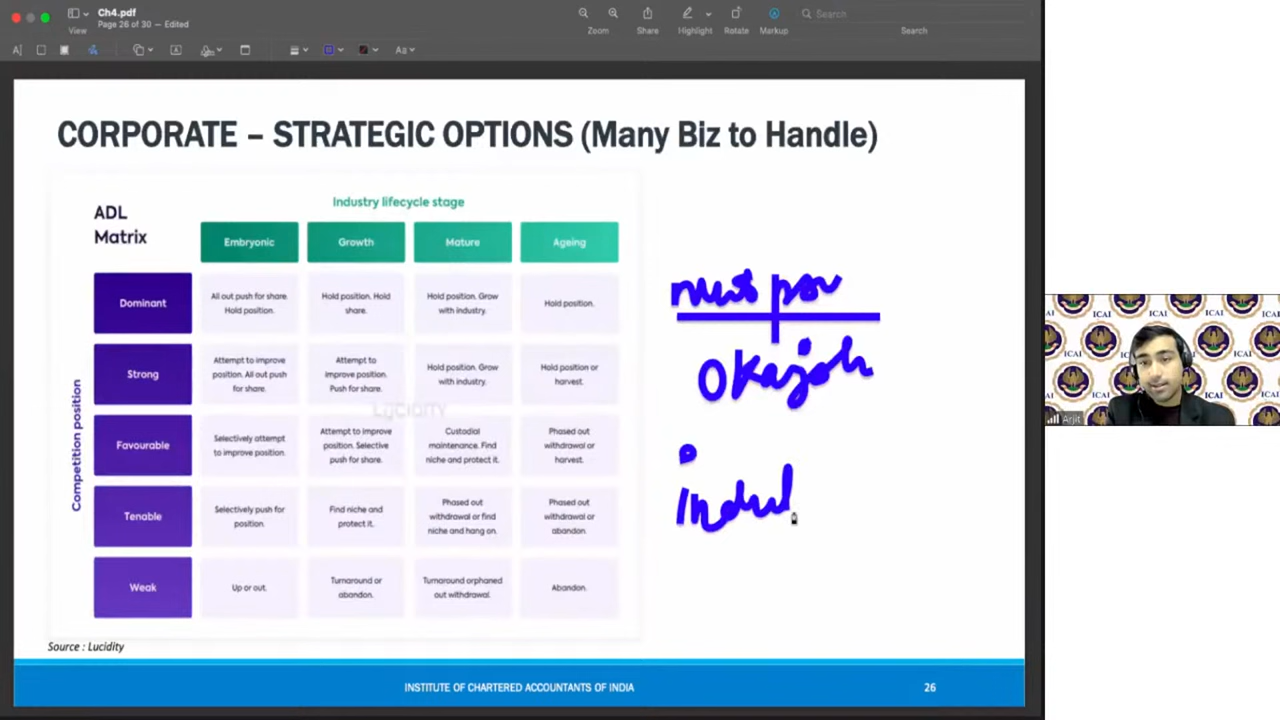 Ch4.pdf
Page 26 of 30 — Edited
View
Zoom
Share
Highlight
Rotate
Markup
Search
Search
CORPORATE – STRATEGIC OPTIONS (Many Biz to Handle)
ADL
Matrix
Industry lifecycle stage
Embryonic Growth Mature Ageing
Competition position
Dominant
All out push for share.
Hold position.
Hold position. Hold
share.
Hold position. Grow
with industry.
Hold position.
Strong
Attempt to improve
position. All out push
for share.
Attempt to
Improve position.
Push for share.
Hold position. Grow
with industry.
Hold position or
harvest.
Favourable
Selectively attempt
to improve position.
Attempt to improve
position. Selective
push for share.
Custodial
maintenance. Find
niche and protect it.
Phased out
withdrawal or
harvest.
Tenable
Selectively push for
position.
Find niche and
protect it.
Phased out
withdrawal or find
niche and hang on.
Phased out
withdrawal or
abandon.
Weak
Up or out.
Turnaround or
abandon.
Turnaround orphaned
out withdrawal.
Abandon.
Lucidity
Source : Lucidity
INSTITUTE OF CHARTERED ACCOUNTANTS OF INDIA
26
ICAI
ICAI
Arjit